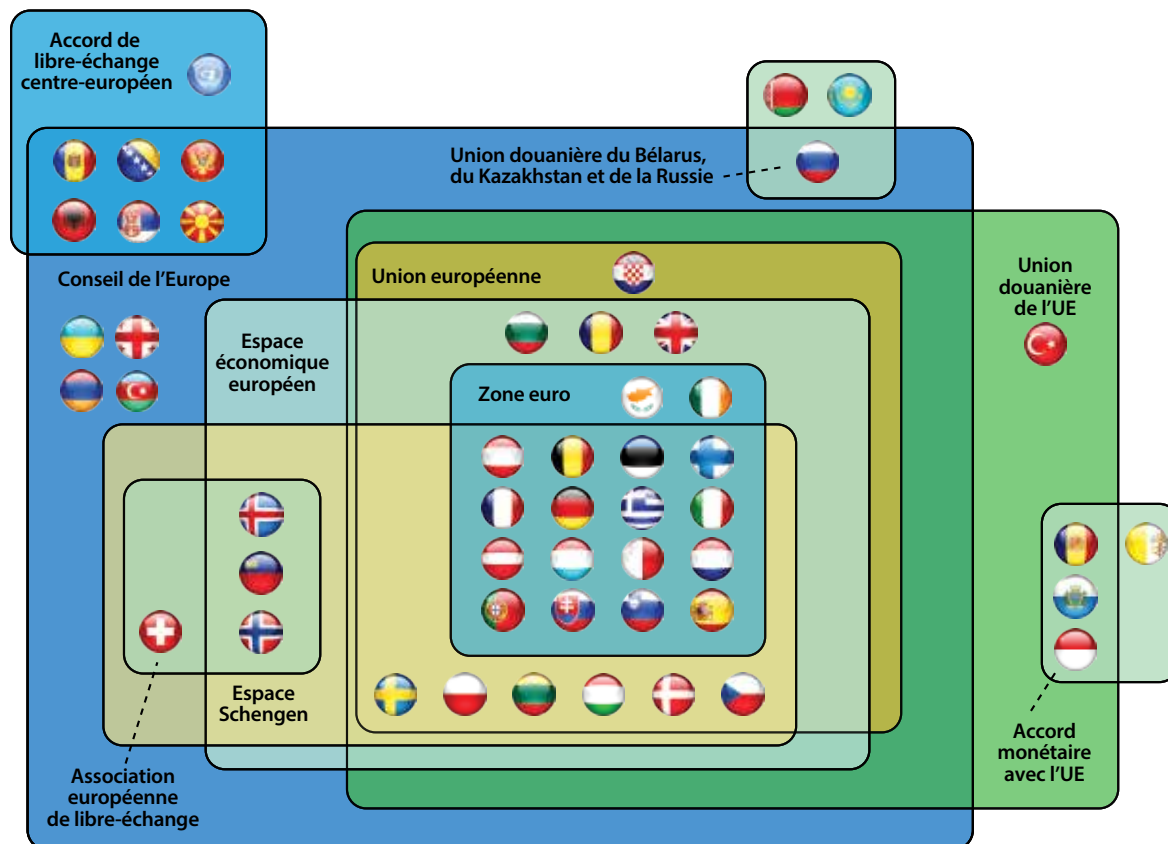 Accord de
libre-échange
centre-européen
Union douanière du Bélarus,
du Kazakhstan et de la Russie
Conseil de l’Europe
Union européenne
Union
douanière
de l’UE
Espace
économique
européen
Zone euro
Espace
Schengen
Association
européenne
de libre-échange
Accord
monétaire
avec l’UE